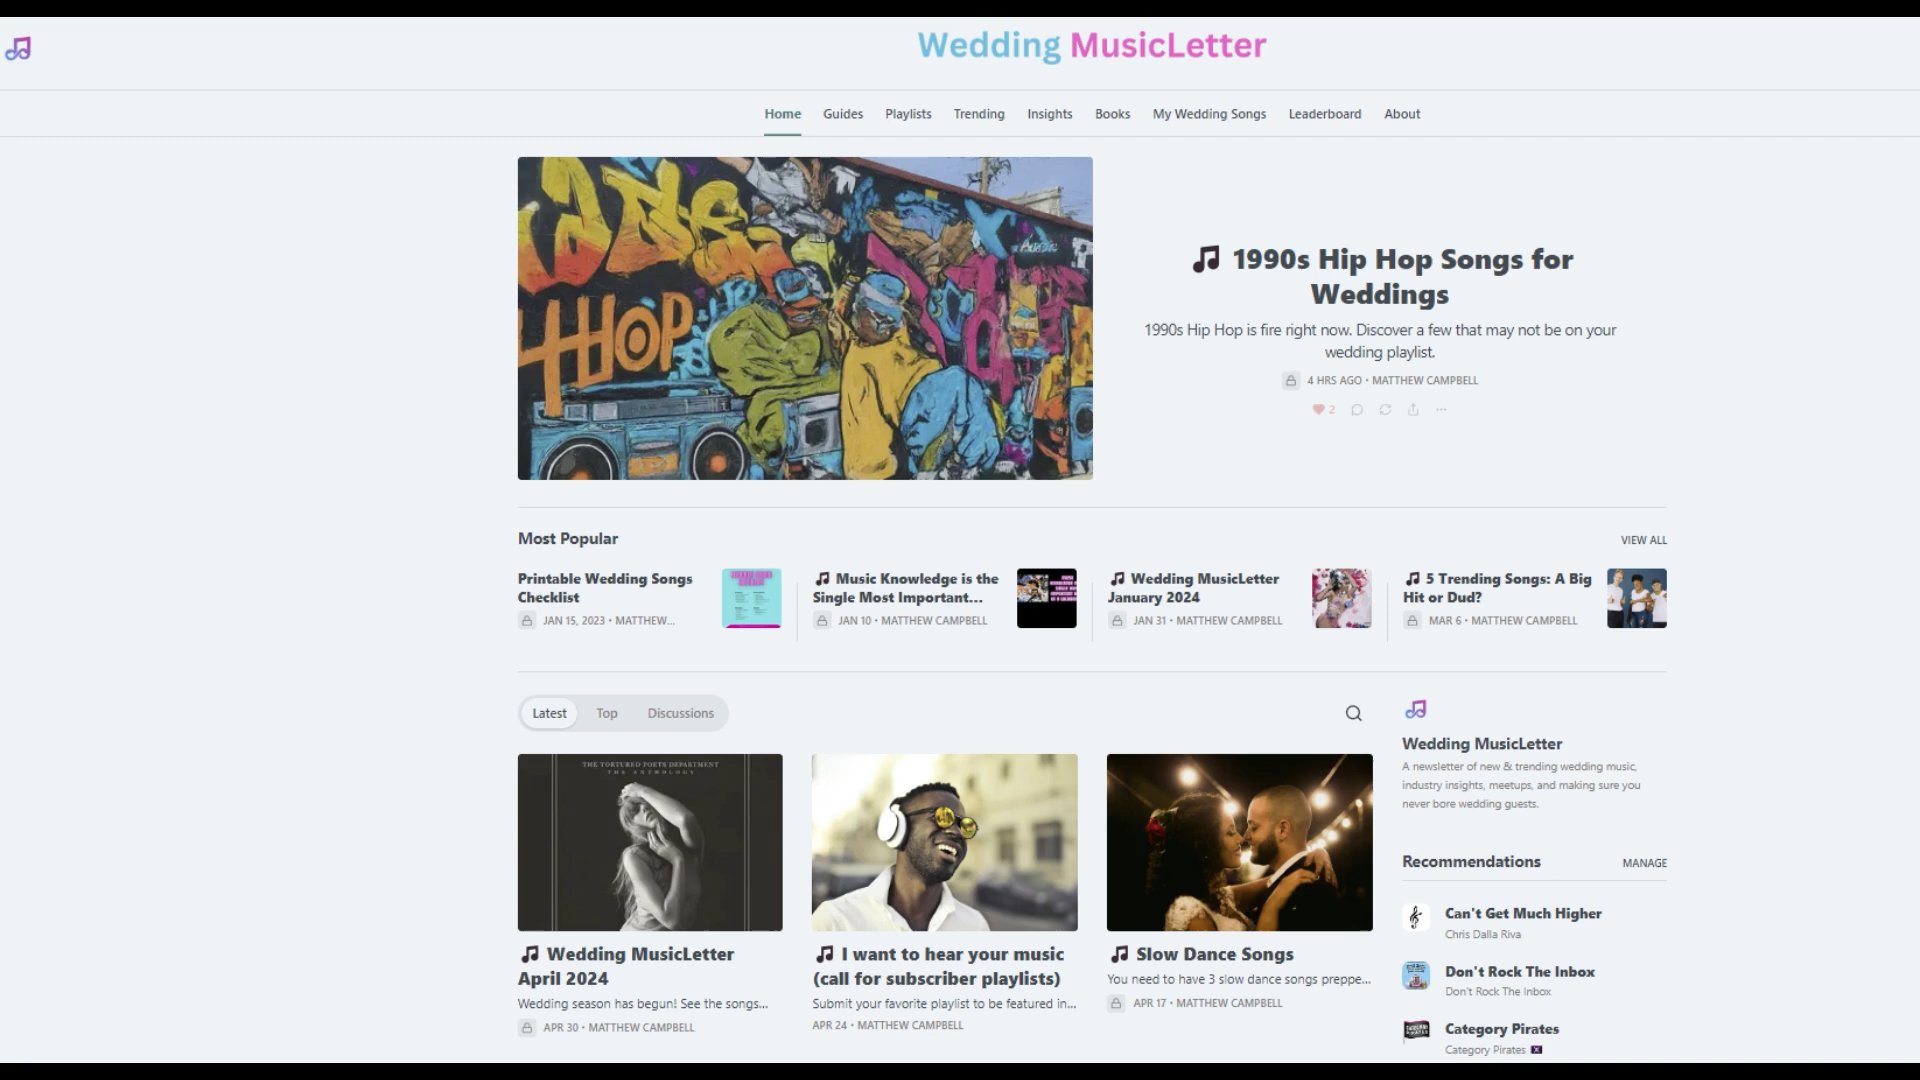 Wedding MusicLetter
Home Guides Playlists Trending Insights Books My Wedding Songs Leaderboard About
HOP
1990s Hip Hop Songs for
Weddings
1990s Hip Hop is fire right now. Discover a few that may not be on your
wedding playlist.
4 HRS AGO • MATTHEW CAMPBELL
2
Most Popular
VIEW ALL
Printable Wedding Songs
Checklist
JAN 15, 2023 • MATTHEW...
Music Knowledge is the
Single Most Important...
JAN 10 • MATTHEW CAMPBELL
Wedding MusicLetter
January 2024
JAN 31 • MATTHEW CAMPBELL
5 Trending Songs: A Big
Hit or Dud?
MAR 6 • MATTHEW CAMPBELL
Latest Top Discussions
THE TORTURED POETS DEPARTMENT
THE ANTHOLOGY
Wedding MusicLetter
April 2024
Wedding season has begun! See the songs...
APR 30 • MATTHEW CAMPBELL
I want to hear your music
(call for subscriber playlists)
Submit your favorite playlist to be featured in...
APR 24 • MATTHEW CAMPBELL
Slow Dance Songs
You need to have 3 slow dance songs preppe...
APR 17 • MATTHEW CAMPBELL
Wedding MusicLetter
A newsletter of new & trending wedding music,
industry insights, meetups, and making sure you
never bore wedding guests.
Recommendations
MANAGE
Can't Get Much Higher
Chris Dalla Riva
Don't Rock The Inbox
Don't Rock The Inbox
Category Pirates
Category Pirates